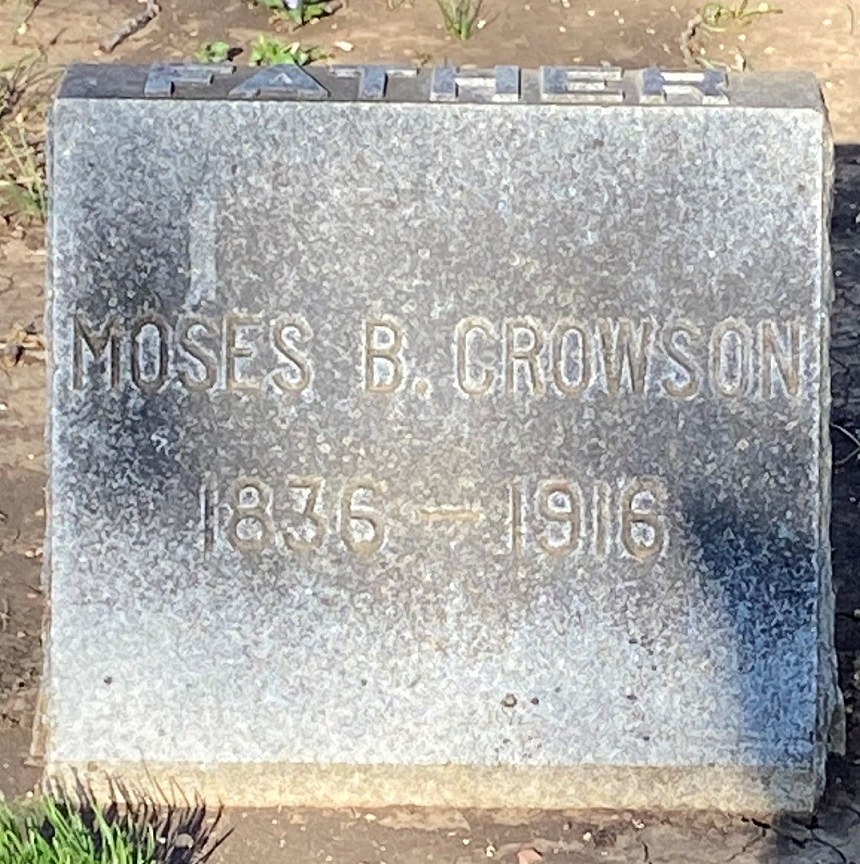 FATHER
MOSES B. CROWSON
1836 – 1916